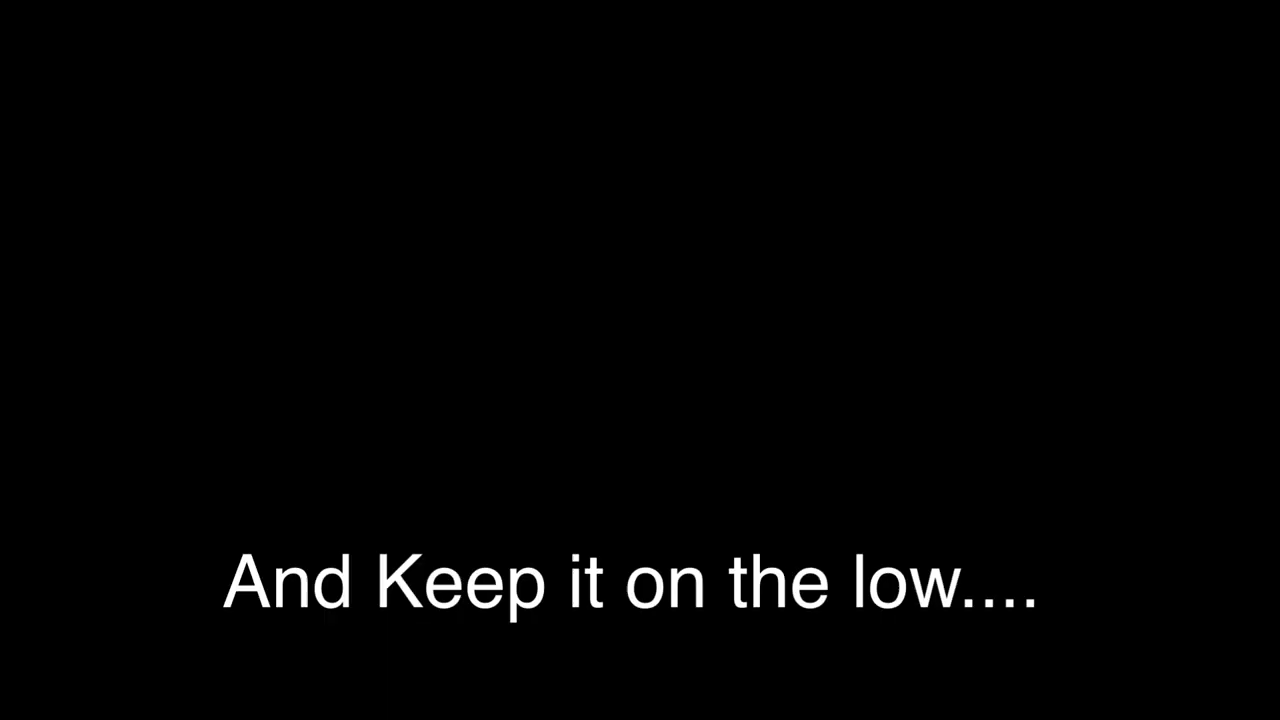 And Keep it on the low....